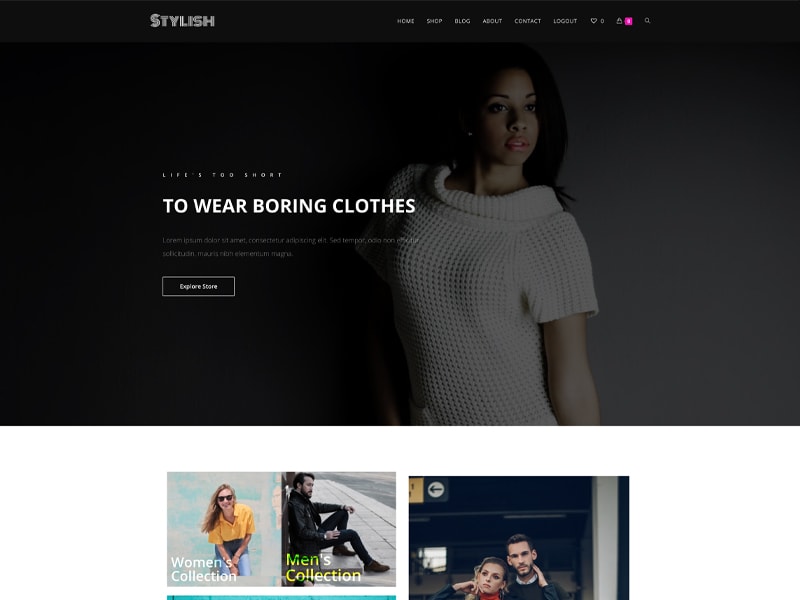 STYLISH
HOME SHOP BLOG ABOUT CONTACT LOGOUT 0 0
LIFE'S TOO SHORT
TO WEAR BORING CLOTHES
Lorem ipsum dolor sit amet, consectetur adipiscing elit. Sed tempor, odio non efficitur
sollicitudin, mauris nibh elementum magna.
Explore Store
Women's
Collection
Men's
Collection